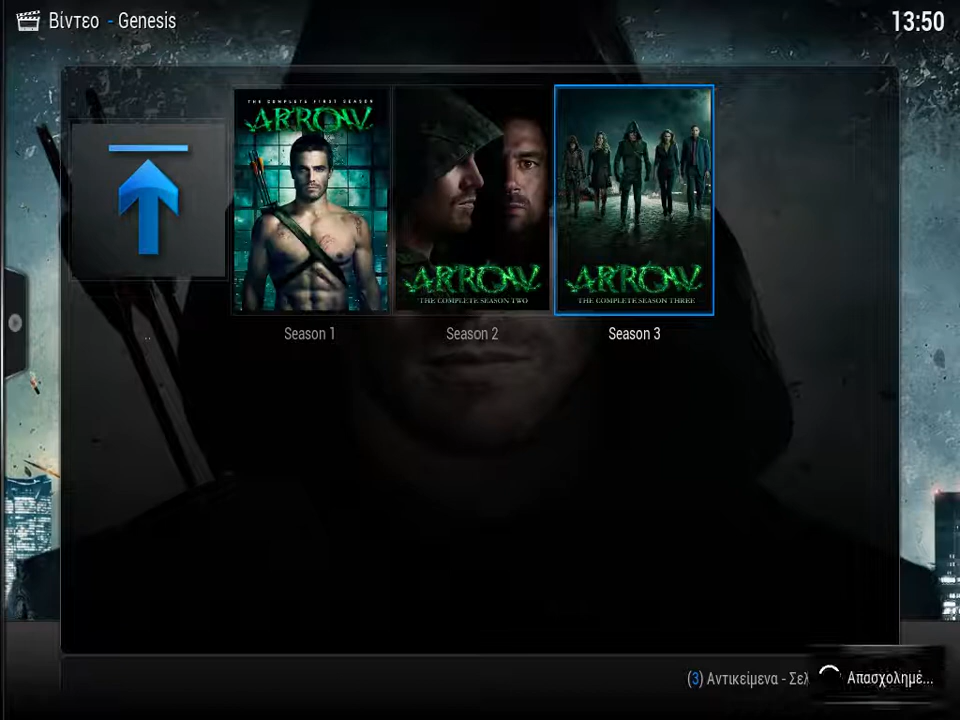 Βίντεο - Genesis
13:50
THE COMPLETE FIRST SEASON
ARROW
ARROW
THE COMPLETE SEASON TWO
ARROW
THE COMPLETE SEASON THREE
Season 1
Season 2
Season 3
(3) Αντικείμενα - Σελ
Απασχολημέ...